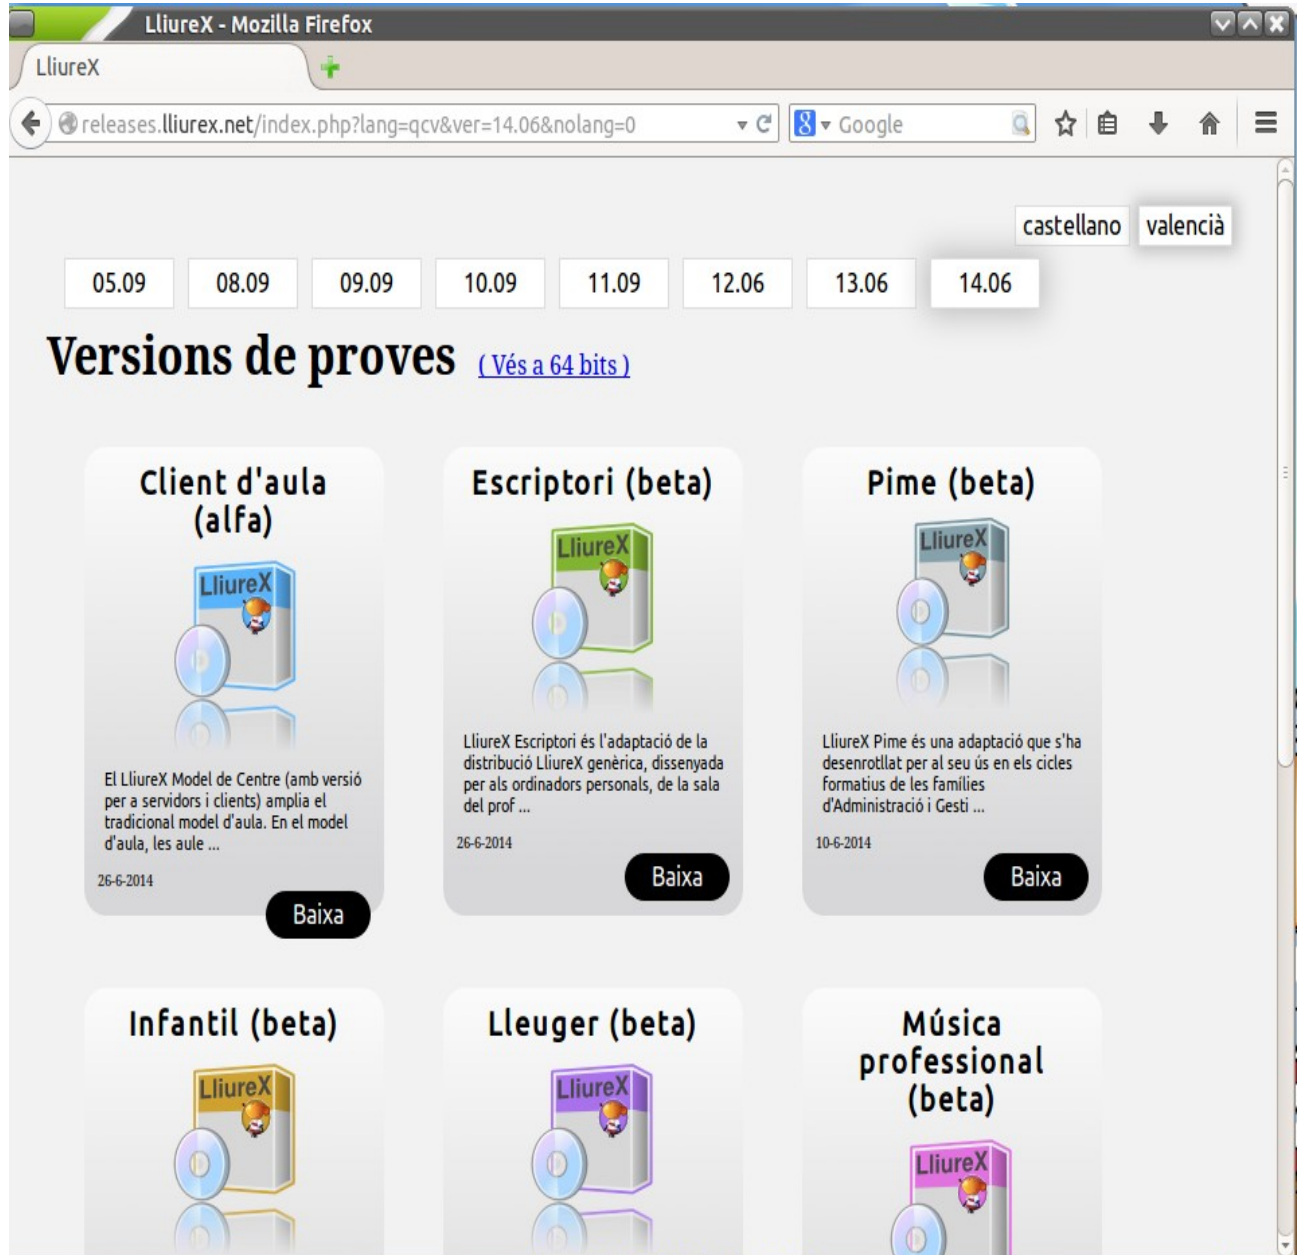 LliureX - Mozilla Firefox
LliureX
releases.lliurex.net/index.php?lang=qcv&ver=14.06&nolang=0
8 Google
castellano valencià
05.09 08.09 09.09 10.09 11.09 12.06 13.06 14.06
Versions de proves ( Vés a 64 bits )
Client d'aula
(alfa)
LliureX
El LliureX Model de Centre (amb versió
per a servidors i clients) amplia el
tradicional model d'aula. En el model
d'aula, les aule ...
26-6-2014
Baixa
Escriptori (beta)
LliureX
LliureX Escriptori és l'adaptació de la
distribució LliureX genèrica, dissenyada
per als ordinadors personals, de la sala
del prof ...
26-6-2014
Baixa
Pime (beta)
LliureX
LliureX Pime és una adaptació que s'ha
desenrotllat per al seu ús en els cicles
formatius de les famílies
d'Administració i Gesti ...
10-6-2014
Baixa
Infantil (beta)
LliureX
Lleuger (beta)
LliureX
Música
professional
(beta)
LliureX